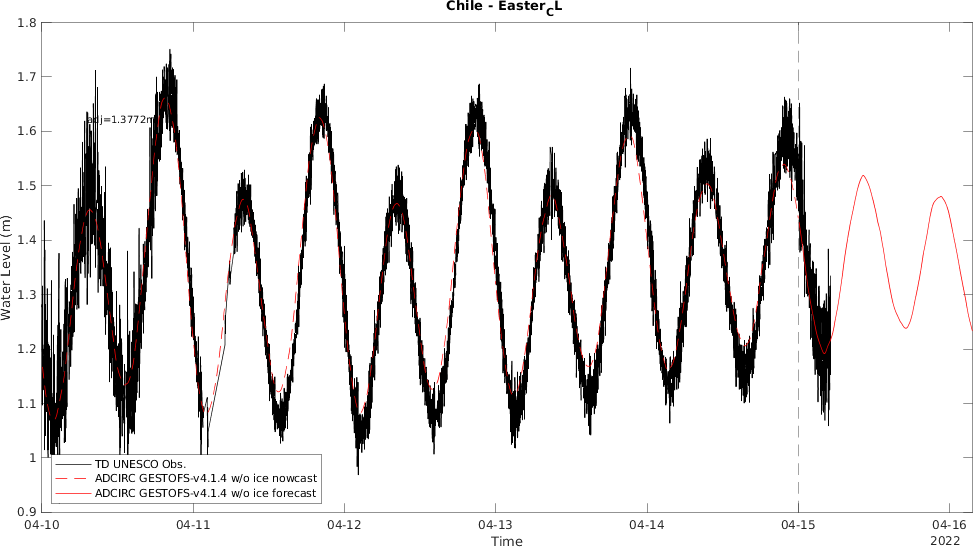 Chile - Easter_CL
1.8
1.7
1.6
1.5
1.4
1.3
1.2
1.1
1
0.9
Water Level (m)
adj=1.3772m
TD UNESCO Obs.
ADCIRC GESTOFS-v4.1.4 w/o ice nowcast
ADCIRC GESTOFS-v4.1.4 w/o ice forecast
04-10 04-11 04-12 04-13 04-14 04-15 04-16
Time
2022